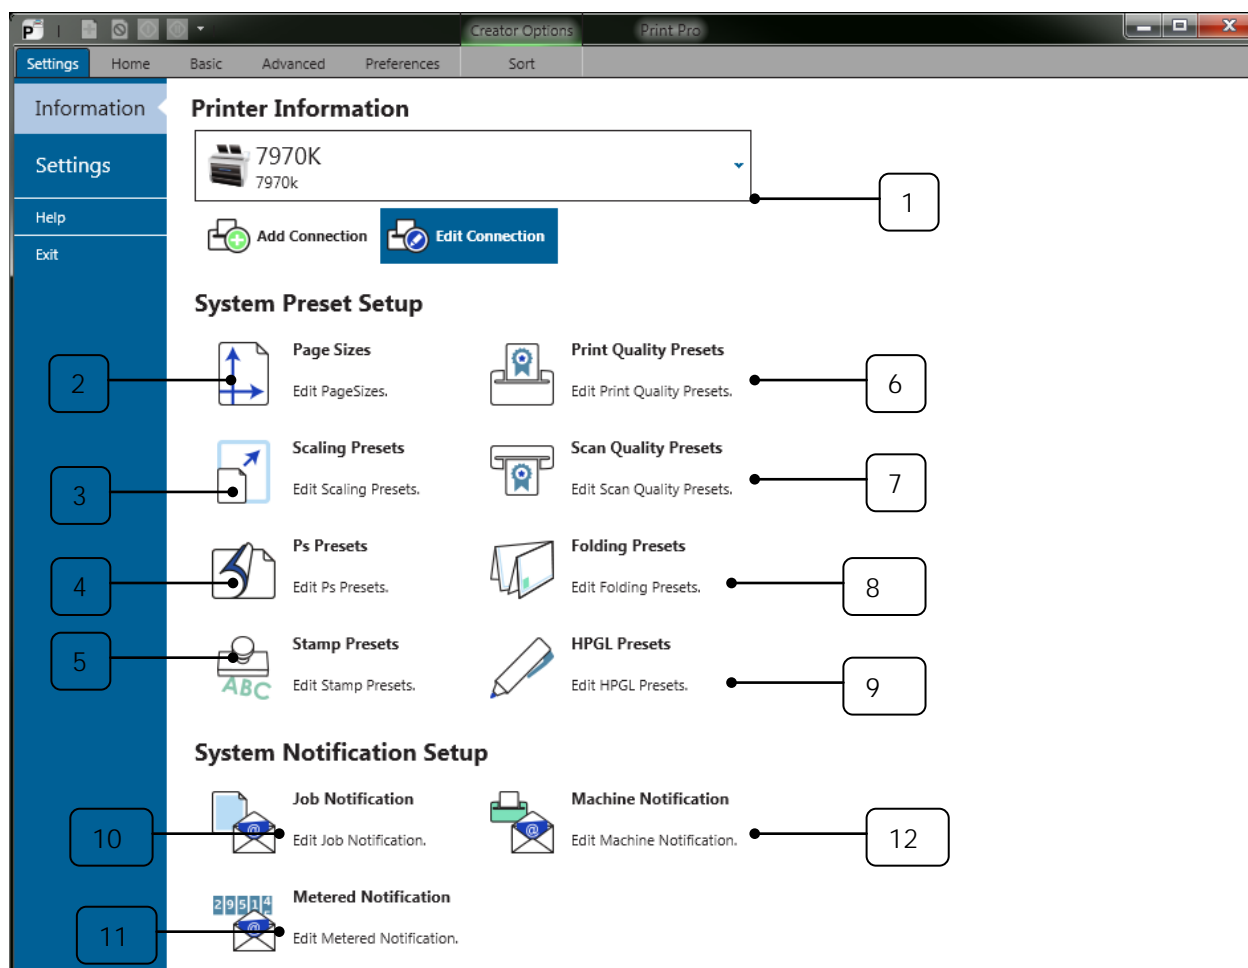 Creator Options
Print Pro
Settings
Home
Basic
Advanced
Preferences
Sort
Information
Settings
Help
Exit
Printer Information
7970K
7970k
1
Add Connection
Edit Connection
System Preset Setup
2
Page Sizes
Edit PageSizes.
Print Quality Presets
Edit Print Quality Presets.
6
3
Scaling Presets
Edit Scaling Presets.
Scan Quality Presets
Edit Scan Quality Presets.
7
4
Ps Presets
Edit Ps Presets.
Folding Presets
Edit Folding Presets.
8
5
ABC
Stamp Presets
Edit Stamp Presets.
HPGL Presets
Edit HPGL Presets.
9
System Notification Setup
10
@
Job Notification
Edit Job Notification.
@
Machine Notification
Edit Machine Notification.
12
11
29514
@
Metered Notification
Edit Metered Notification.